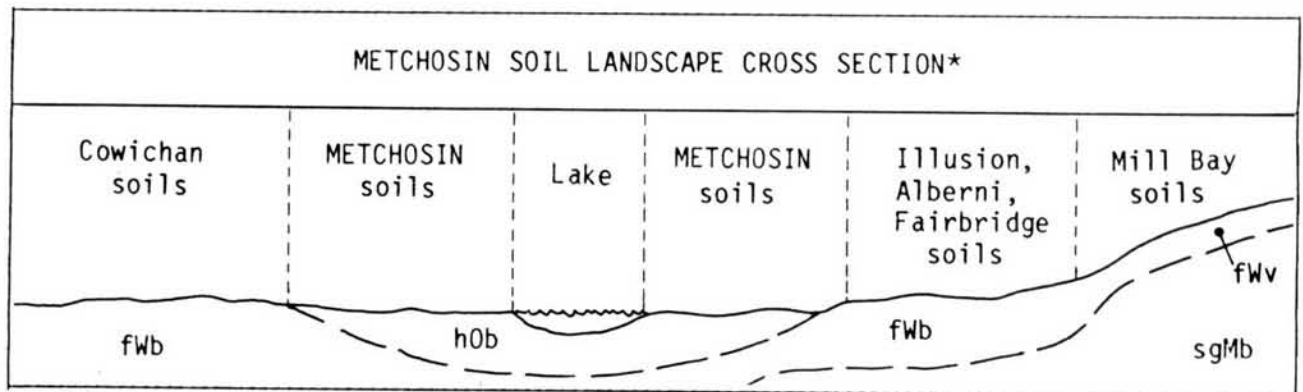 METCHOSIN SOIL LANDSCAPE CROSS SECTION*
Cowichan
soils
METCHOSIN
soils
Lake
METCHOSIN
soils
Illusion,
Alberni,
Fairbridge
soils
Mill Bay
soils
fWv
fWb
hOb
fWb
sgMb